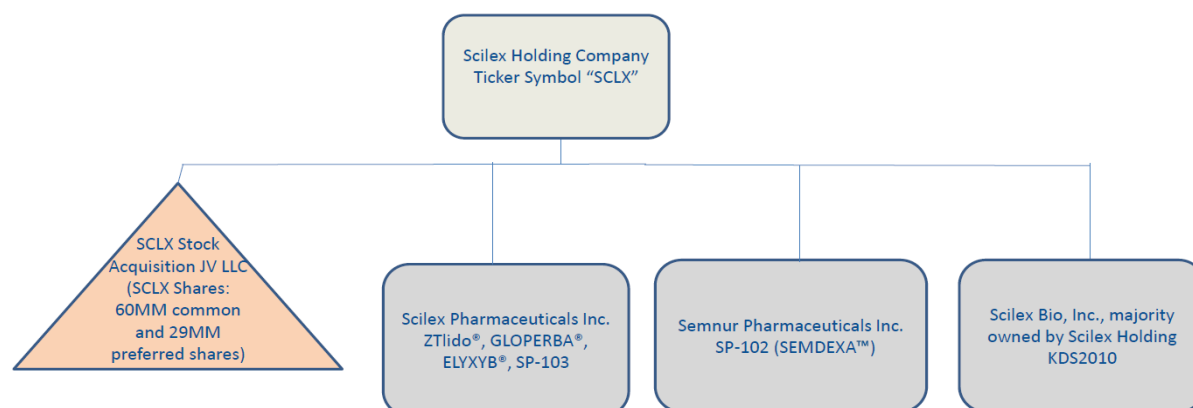 Scilex Holding Company
Ticker Symbol “SCLX”
SCLX Stock
Acquisition JV LLC
(SCLX Shares:
60MM common
and 29MM
preferred shares)
Scilex Pharmaceuticals Inc.
ZTlido®, GLOPERBA®,
ELYXYB®, SP-103
Semnur Pharmaceuticals Inc.
SP-102 (SEMDEXA™)
Scilex Bio, Inc., majority
owned by Scilex Holding
KDS2010